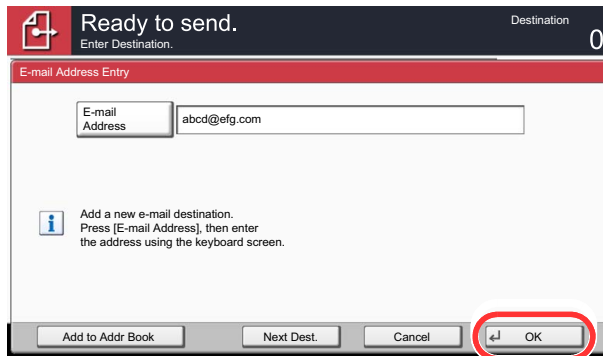 Ready to send.
Destination
Enter Destination.
0
E-mail Address Entry
E-mail
Address
abcd@efg.com
Add a new e-mail destination.
Press [E-mail Address], then enter
the address using the keyboard screen.
Add to Addr Book
Next Dest.
Cancel
OK